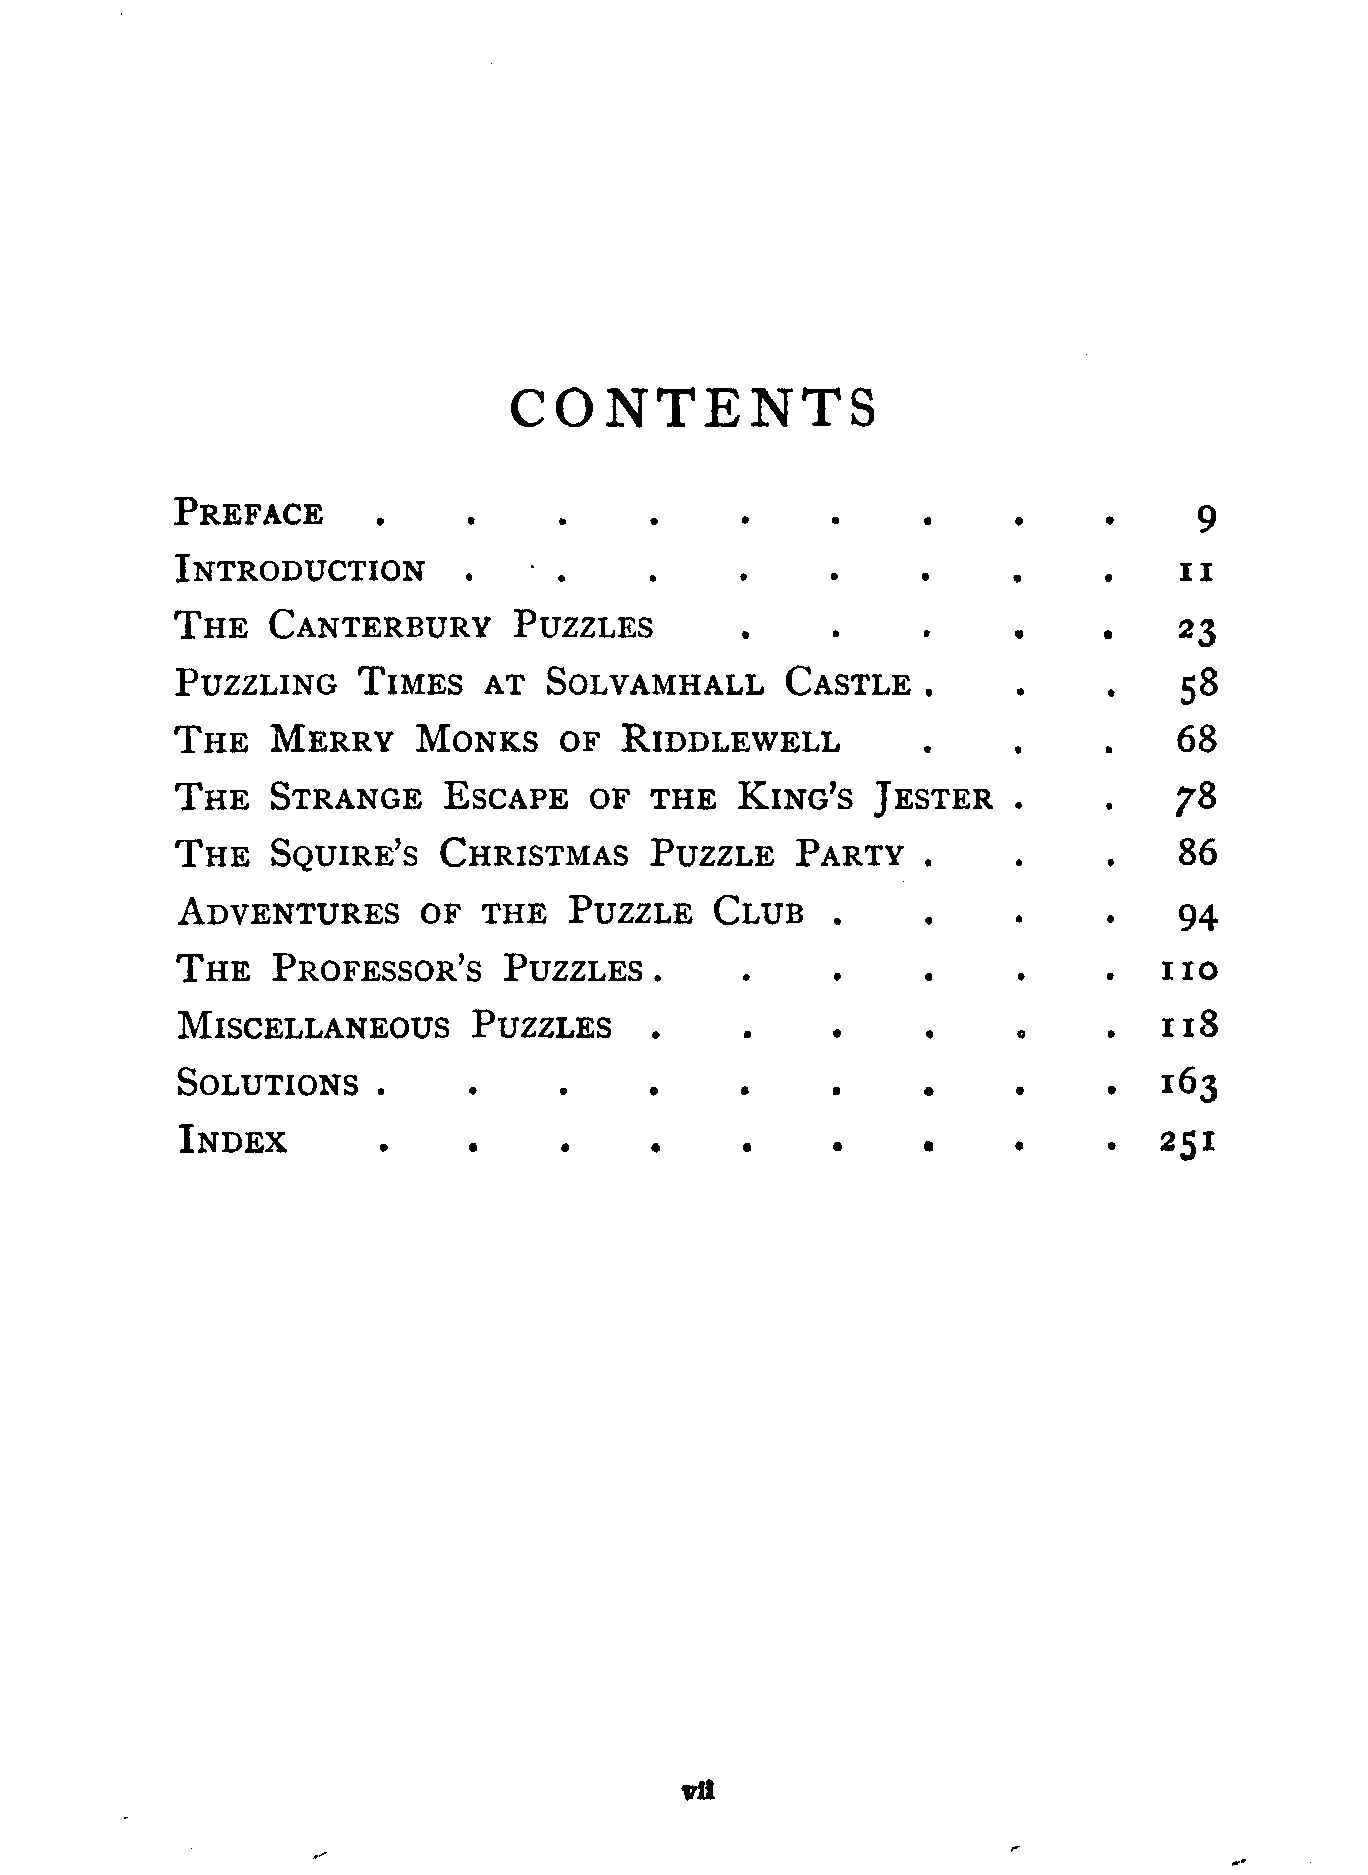 CONTENTS
PREFACE . . . . . . . . . 9
INTRODUCTION . . . . . . . . 11
THE CANTERBURY PUZZLES . . . . . 23
PUZZLING TIMES AT SOLVAMHALL CASTLE . . . 58
THE MERRY MONKS OF RIDDLEWELL . . . 68
THE STRANGE ESCAPE OF THE KING'S JESTER . . 78
THE SQUIRE'S CHRISTMAS PUZZLE PARTY . . . 86
ADVENTURES OF THE PUZZLE CLUB . . . . 94
THE PROFESSOR'S PUZZLES . . . . . . 110
MISCELLANEOUS PUZZLES . . . . . . 118
SOLUTIONS . . . . . . . . . 163
INDEX . . . . . . . . . 251
vii